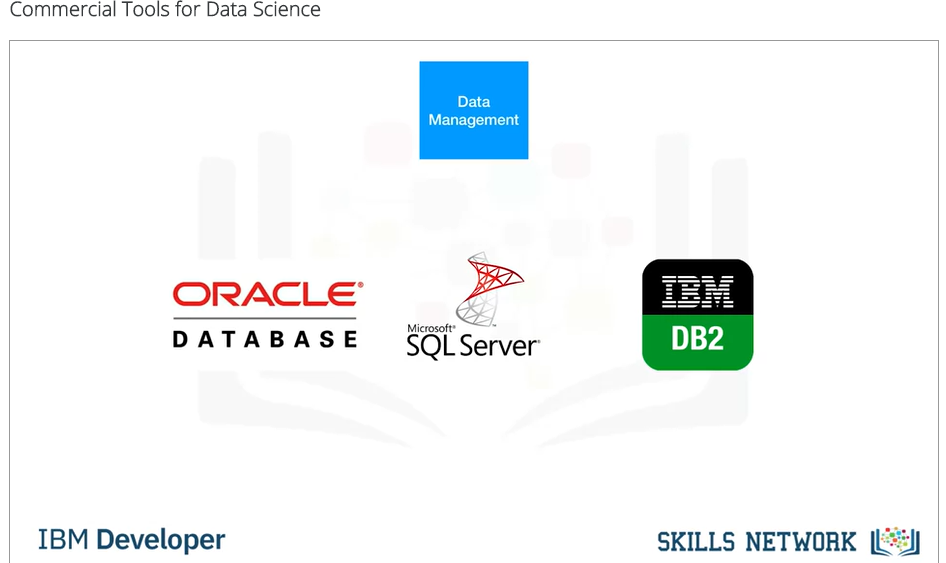 Commercial Tools for Data Science
Data
Management
ORACLE®
DATABASE
Microsoft®
SQL Server®
IBM
DB2
IBM Developer
SKILLS NETWORK